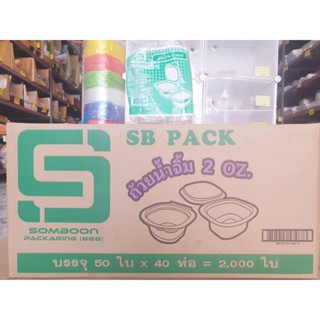 SB PACK
ถ้วยน้ำจิ้ม 2 OZ.
SOMBOON
PACKAGING (888)
บรรจุ 50 ใบ x 40 ห่อ = 2,000 ใบ